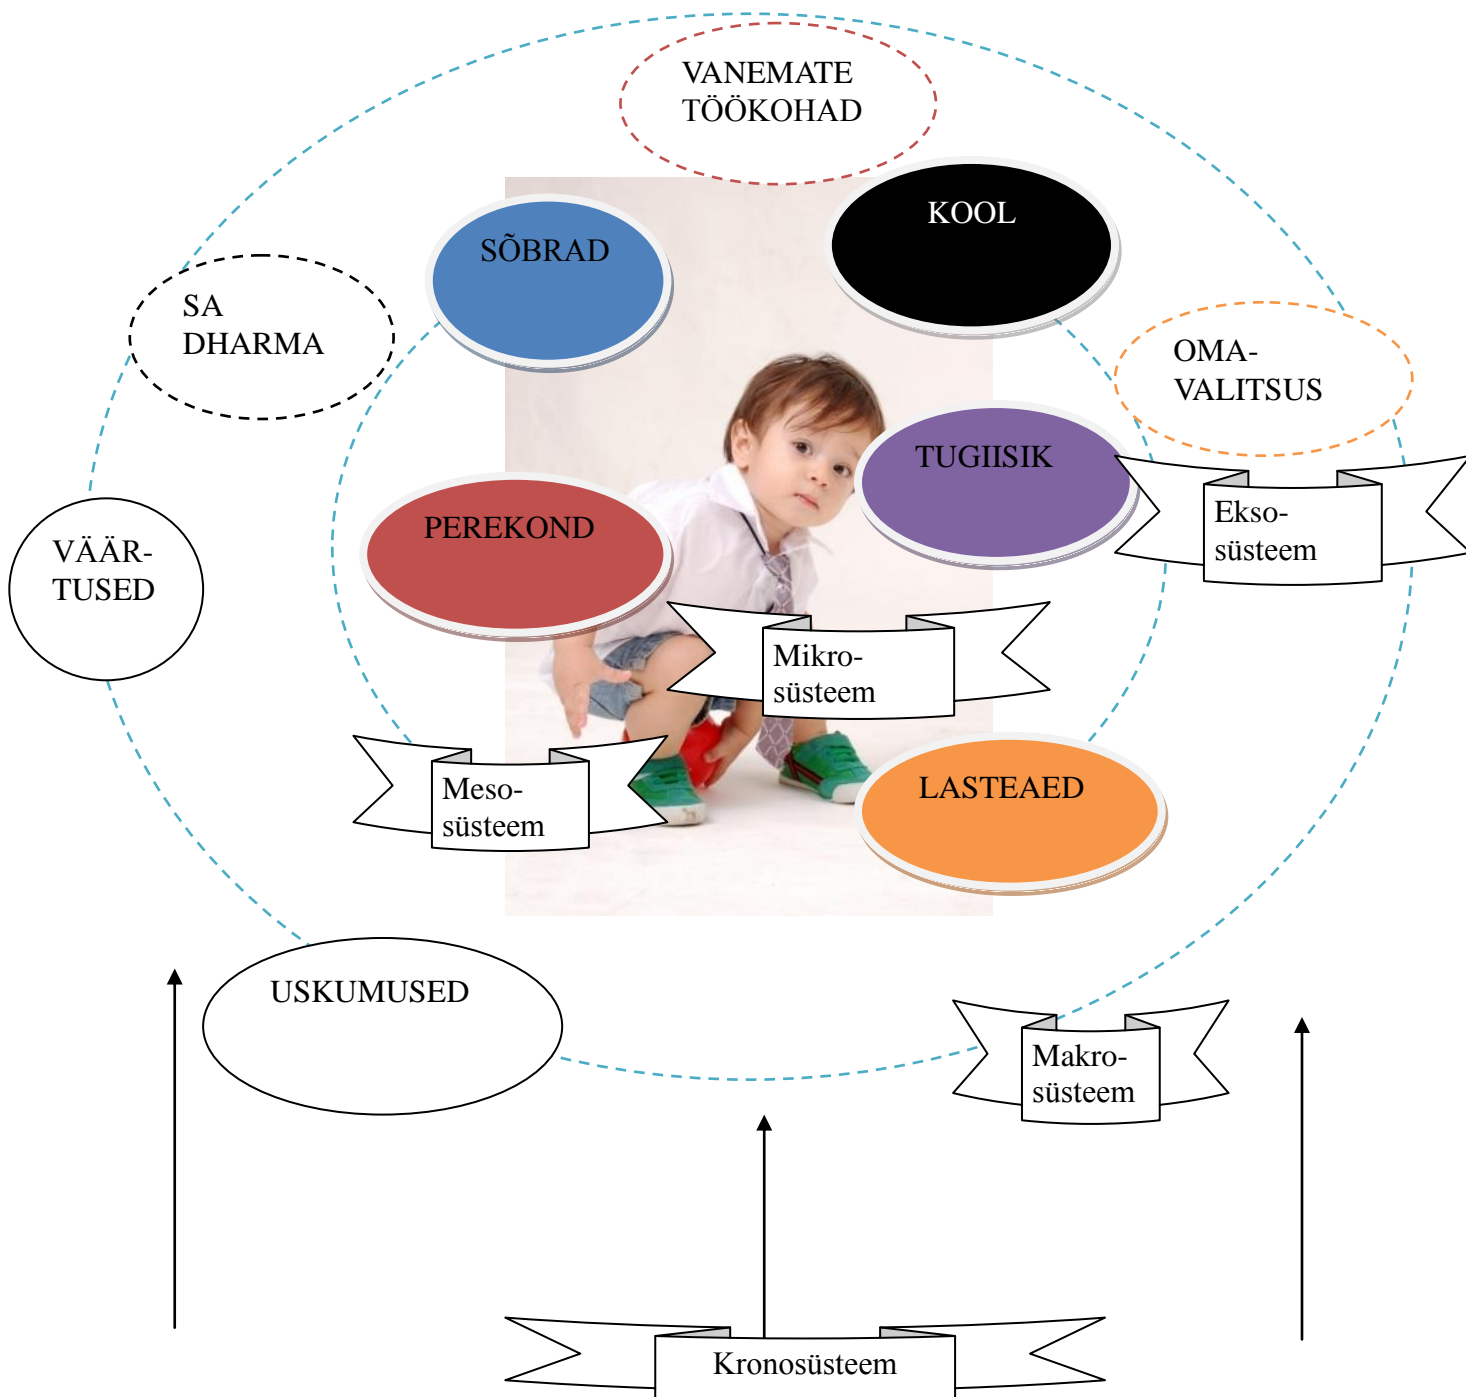 VANEMATE
TÖÖKOHAD
KOOL
SÕBRAD
SA
DHARMA
OMA-
VALITSUS
TUGIISIK
PEREKOND
Ekso-
süsteem
VÄÄR-
TUSED
Mikro-
süsteem
Meso-
süsteem
LASTEAED
USKUMUSED
Makro-
süsteem
Kronosüsteem